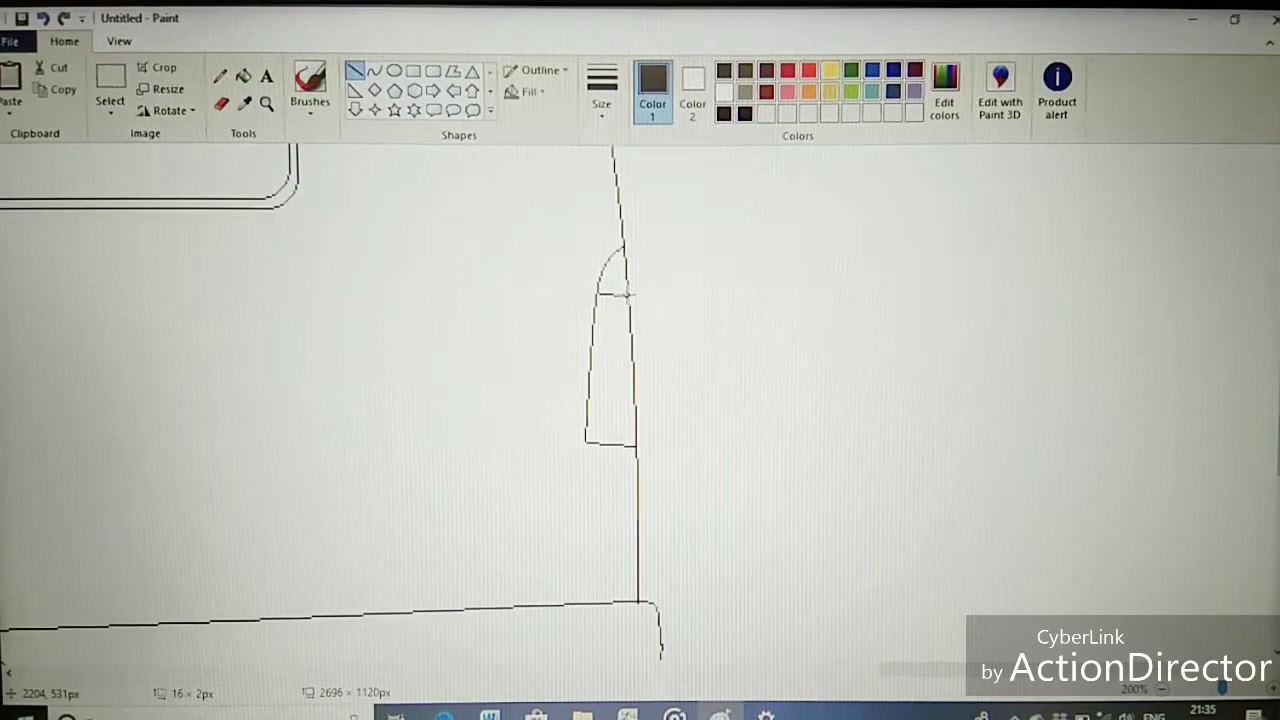 Untitled - Paint
File
Home
View
Paste
Cut
Copy
Clipboard
Select
Crop
Resize
Rotate
Image
A
Tools
Brushes
Outline
Fill
Shapes
Size
Color
1
Color
2
Edit
colors
Edit with
Paint 3D
Product
alert
Colors
CyberLink
by ActionDirector
2204, 531px
16 × 2px
2696 × 1120px
200%
ENG
21:35